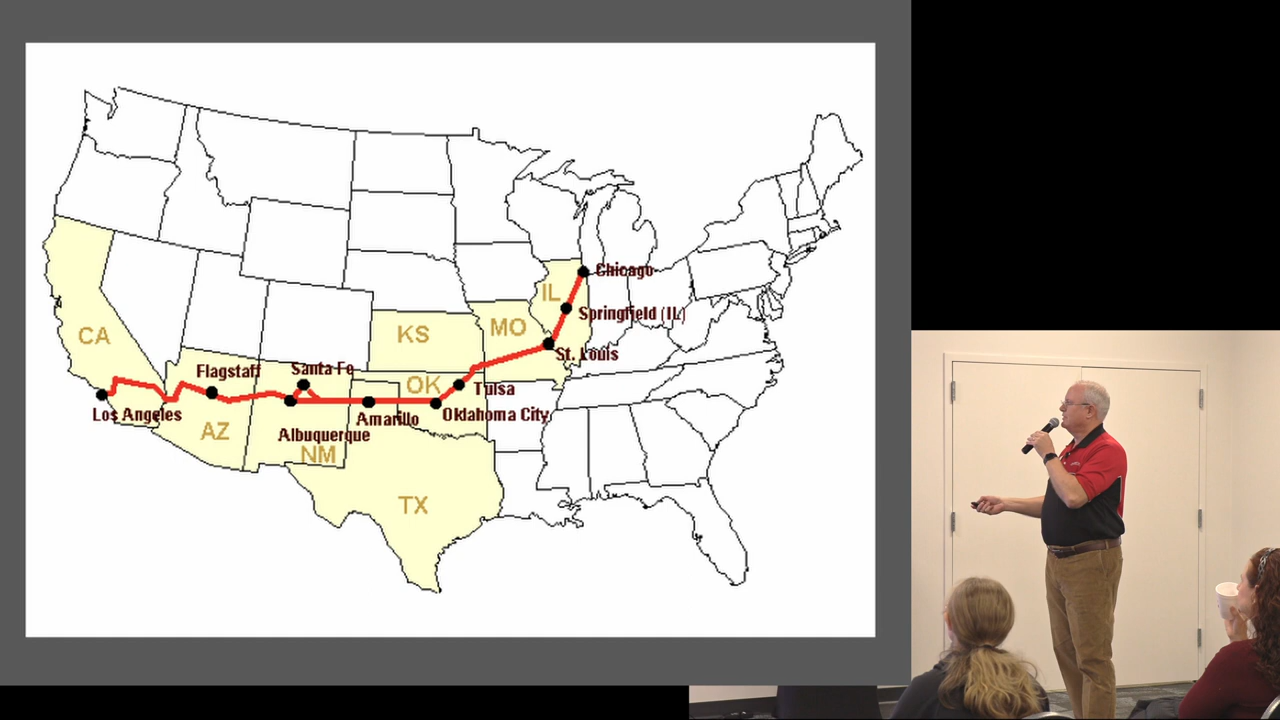 Chicago
IL
Springfield (IL)
CA
KS
MO
St. Louis
Flagstaff
Santa Fe
OK
Tulsa
Los Angeles
Amarillo
Oklahoma City
AZ
Albuquerque
NM
TX